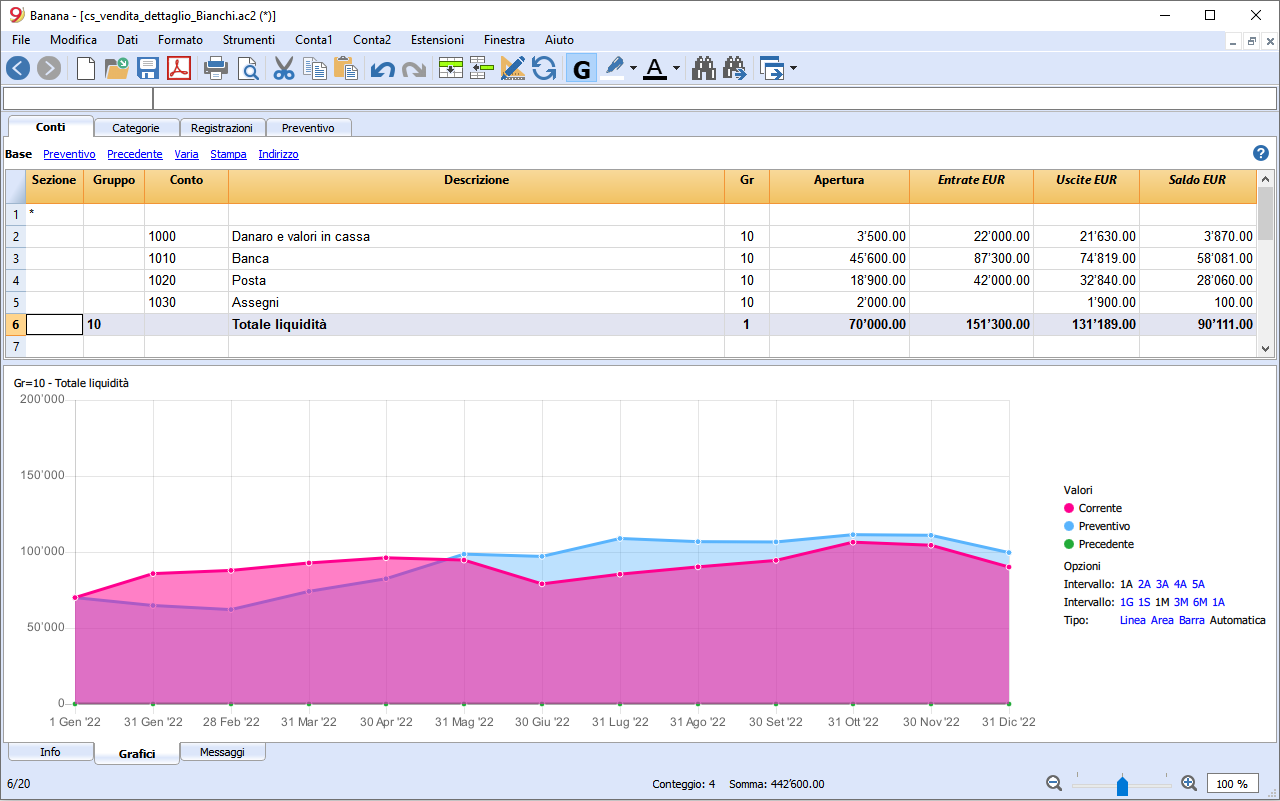 Banana - [cs_vendita_dettaglio_Bianchi.ac2 (*)]
File Modifica Dati Formato Strumenti Conta1 Conta2 Estensioni Finestra Aiuto
G A
Conti Categorie Registrazioni Preventivo
Base Preventivo Precedente Varia Stampa Indirizzo ?
Sezione Gruppo Conto Descrizione Gr Apertura Entrate EUR Uscite EUR Saldo EUR
1 *
2 1000 Danaro e valori in cassa 10 3’500.00 22’000.00 21’630.00 3’870.00
3 1010 Banca 10 45’600.00 87’300.00 74’819.00 58’081.00
4 1020 Posta 10 18’900.00 42’000.00 32’840.00 28’060.00
5 1030 Assegni 10 2’000.00 1’900.00 100.00
6 10 Totale liquidità 1 70’000.00 151’300.00 131’189.00 90’111.00
7
Gr=10 - Totale liquidità
200’000
150’000
100’000
50’000
0
1 Gen '22 31 Gen '22 28 Feb '22 31 Mar '22 30 Apr '22 31 Mag '22 30 Giu '22 31 Lug '22 31 Ago '22 30 Set '22 31 Ott '22 30 Nov '22 31 Dic '22
Valori
Corrente
Preventivo
Precedente
Opzioni
Intervallo: 1A 2A 3A 4A 5A
Intervallo: 1G 1S 1M 3M 6M 1A
Tipo: Linea Area Barra Automatica
Info Grafici Messaggi
6/20 Conteggio: 4 Somma: 442’600.00 100 %